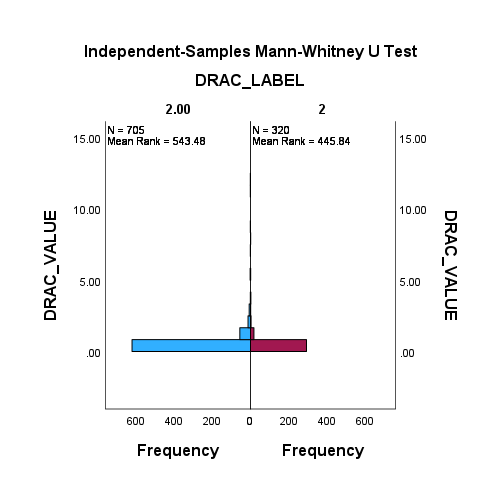 Independent-Samples Mann-Whitney U Test
DRAC_LABEL
2.00 2
N = 705 N = 320
Mean Rank = 543.48 Mean Rank = 445.84
15.00 15.00
10.00 10.00
5.00 5.00
.00 .00
DRAC_VALUE DRAC_VALUE
600 400 200 0 200 400 600
Frequency Frequency